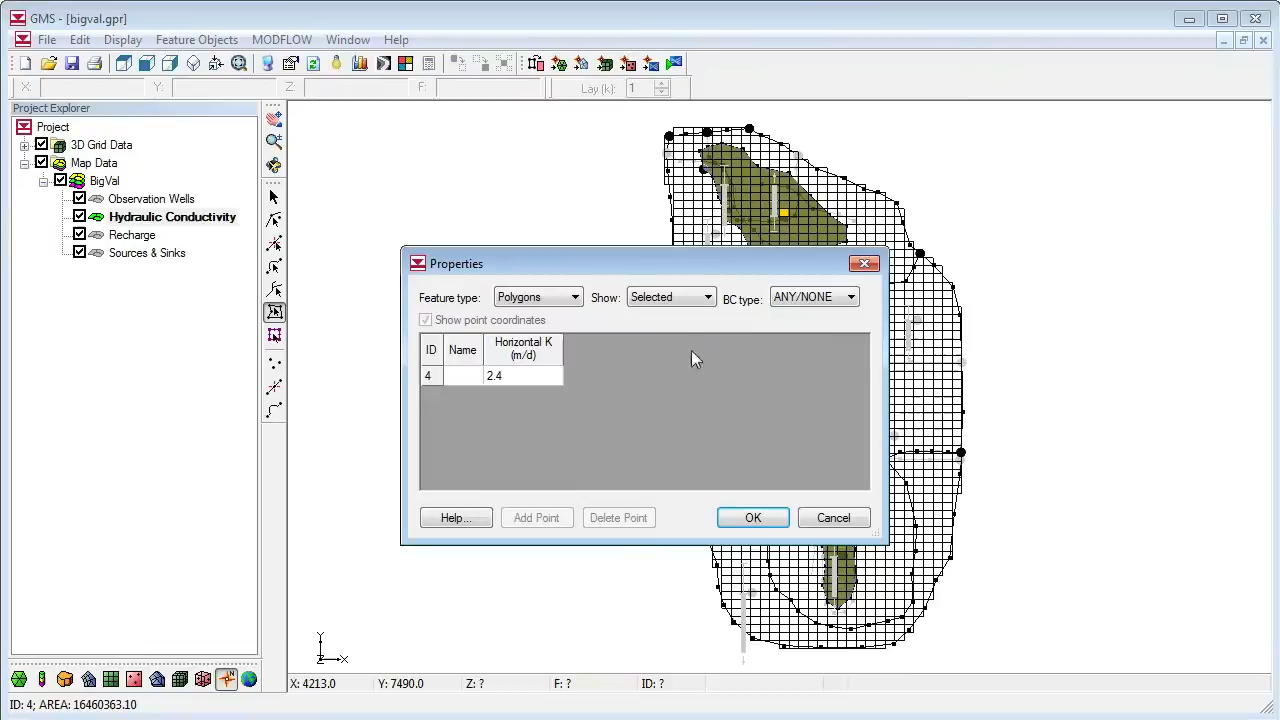 GMS - [bigval.gpr]
File Edit Display Feature Objects MODFLOW Window Help
X: Y: Z: F: Lay (k): 1
Project Explorer
Project
3D Grid Data
Map Data
BigVal
Observation Wells
Hydraulic Conductivity
Recharge
Sources & Sinks
Properties
Feature type: Polygons Show: Selected BC type: ANY/NONE
Show point coordinates
ID Name Horizontal K
(m/d)
4 2.4
Help... Add Point Delete Point OK Cancel
Y
Z X
X: 4213.0 Y: 7490.0 Z: ? F: ? ID: ?
ID: 4; AREA: 16460363.10